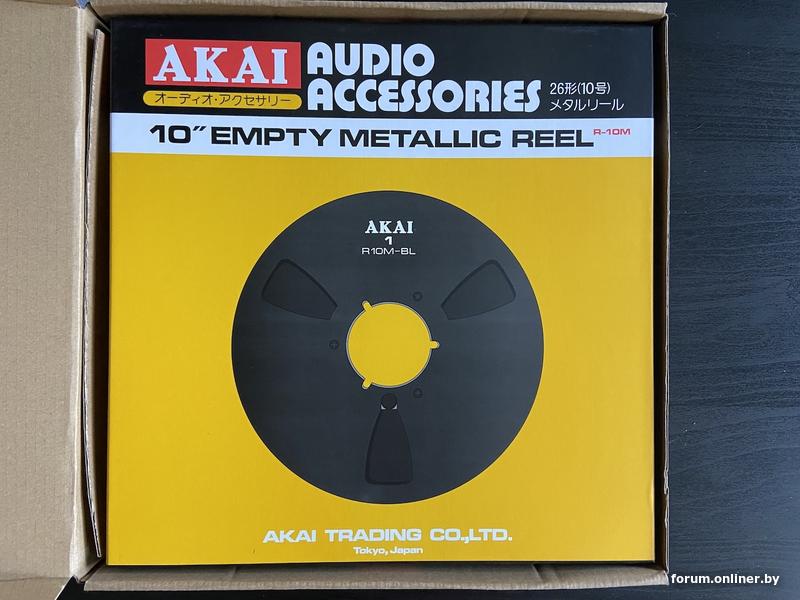 AKAI
オーディオ・アクセサリー
AUDIO
ACCESSORIES
26形(10号)
メタルリール
10″ EMPTY METALLIC REEL R-10M
AKAI
1
R10M-BL
AKAI TRADING CO.,LTD.
Tokyo, Japan
forum.onliner.by